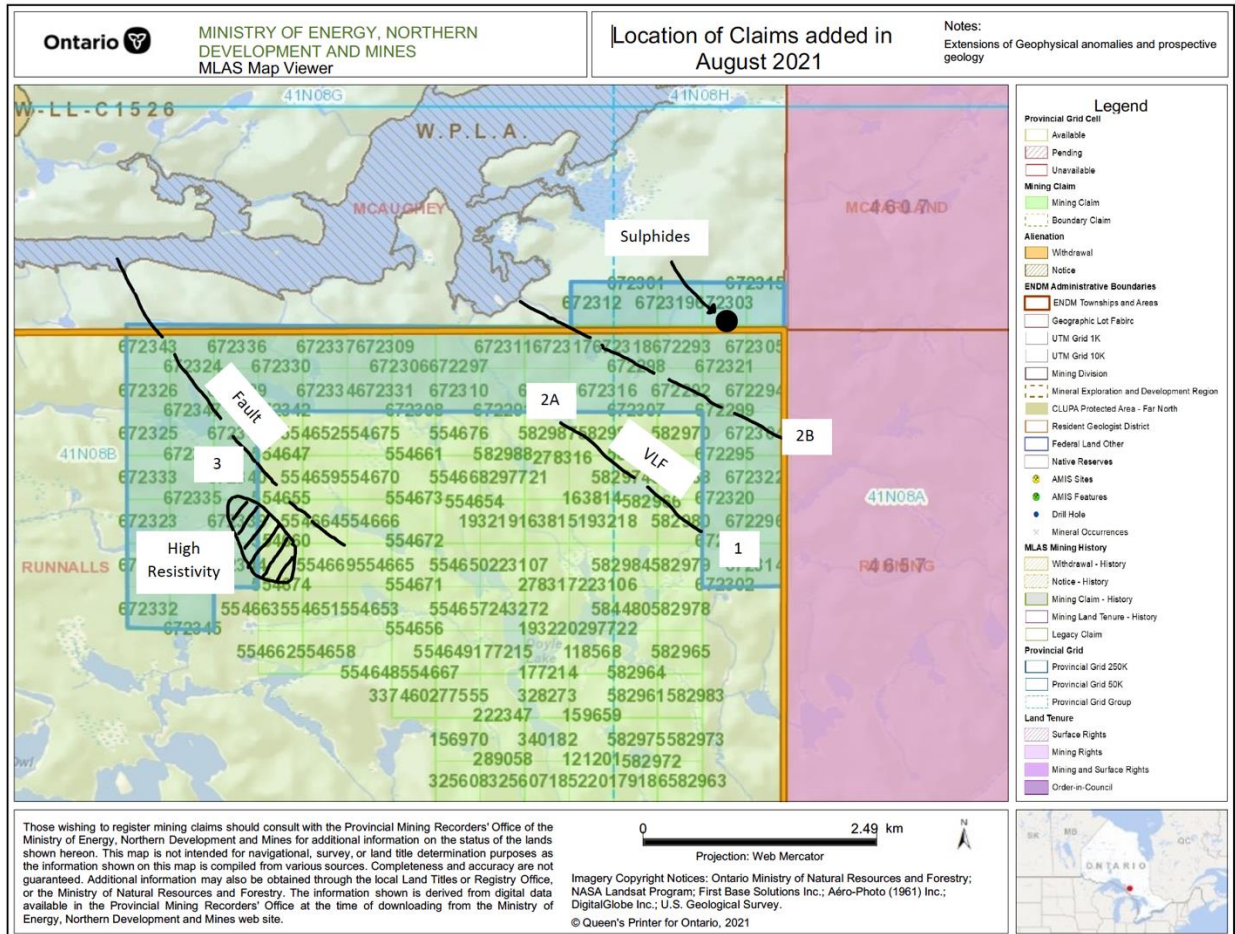 Ontario
MINISTRY OF ENERGY, NORTHERN
DEVELOPMENT AND MINES
MLAS Map Viewer
Location of Claims added in
August 2021
Notes:
Extensions of Geophysical anomalies and prospective
geology
41N08G
41N08H
W-LL-C1526
W.P.L.A.
MCAUGHEY
4607
Sulphides
672301 672315
672312 672319 672303
672343 672336 672337 672309 672293 672305
672324 672330 672306 672297 672298 672321
672326 672334 672331 672310 672316 672294
2A
Fault
672299
672325 554652 554675 554676 582970
2B
VLF
41N08B
554661 582988 278316 672295
3
672333 554659 554670 554668 297721 672322
672335 554655 554673 554654 163814 672320
41N08A
672323 554666 193219 163815 193218 672296
High
Resistivity
554672
1
RUNNALLS
554669 554665 554650 223107 582984 582979
4657
554671 278317 223106 672302
672332 554663 554651 554653 554657 243272 584480 582978
672345 554656 193220 297722
Doyle
Lake
554662 554658 554649 177215 118568 582965
554648 554667 177214 582964
337460 277555 328273 582961 582983
222347 159659
156970 340182 582975 582973
289058 121201 582972
325608 325607 185220 179186 582963
Legend
Provincial Grid Cell
Available
Pending
Unavailable
Mining Claim
Mining Claim
Boundary Claim
Alienation
Withdrawal
Notice
ENDM Administrative Boundaries
ENDM Townships and Areas
Geographic Lot Fabirc
UTM Grid 1K
UTM Grid 10K
Mining Division
Mineral Exploration and Development Region
CLUPA Protected Area - Far North
Resident Geologist District
Federal Land Other
Native Reserves
AMIS Sites
AMIS Features
Drill Hole
Mineral Occurrences
MLAS Mining History
Withdrawal - History
Notice - History
Mining Claim - History
Mining Land Tenure - History
Legacy Claim
Provincial Grid
Provincial Grid 250K
Provincial Grid 50K
Provincial Grid Group
Land Tenure
Surface Rights
Mining Rights
Mining and Surface Rights
Order-in-Council
Those wishing to register mining claims should consult with the Provincial Mining Recorders' Office of the
Ministry of Energy, Northern Development and Mines for additional information on the status of the lands
shown hereon. This map is not intended for navigational, survey, or land title determination purposes as
the information shown on this map is compiled from various sources. Completeness and accuracy are not
guaranteed. Additional information may also be obtained through the local Land Titles or Registry Office,
or the Ministry of Natural Resources and Forestry. The information shown is derived from digital data
available in the Provincial Mining Recorders' Office at the time of downloading from the Ministry of
Energy, Northern Development and Mines web site.
0 2.49 km
N
Projection: Web Mercator
Imagery Copyright Notices: Ontario Ministry of Natural Resources and Forestry;
NASA Landsat Program; First Base Solutions Inc.; Aéro-Photo (1961) Inc.;
DigitalGlobe Inc.; U.S. Geological Survey.
© Queen's Printer for Ontario, 2021
SK
MB
QC
ONTARIO